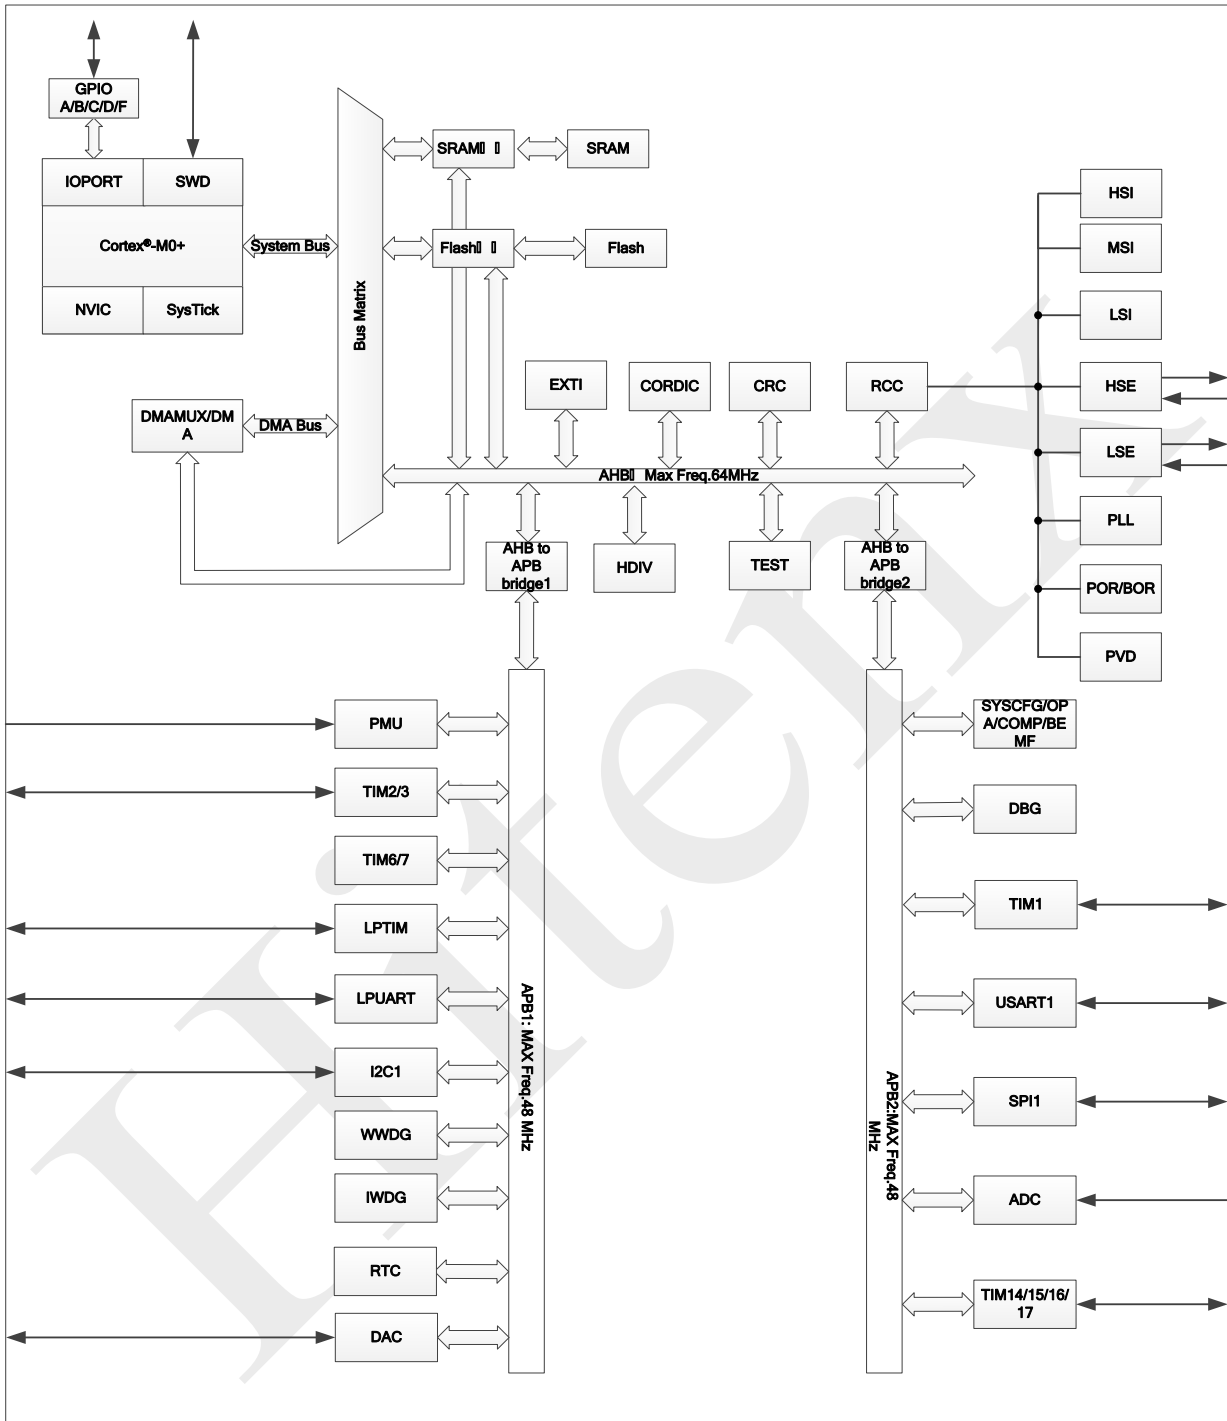 GPIO
A/B/C/D/F
IOPORT
SWD
Cortex®-M0+
NVIC
SysTick
System Bus
DMAMUX/DM
A
DMA Bus
Bus Matrix
SRAM
SRAM
Flash
Flash
EXTI
CORDIC
CRC
RCC
AHB Max Freq.64MHz
AHB to
APB
bridge1
HDIV
TEST
AHB to
APB
bridge2
HSI
MSI
LSI
HSE
LSE
PLL
POR/BOR
PVD
PMU
TIM2/3
TIM6/7
LPTIM
LPUART
I2C1
WWDG
IWDG
RTC
DAC
APB1: MAX Freq.48 MHz
APB2:MAX Freq.48
MHz
SYSCFG/OP
A/COMP/BE
MF
DBG
TIM1
USART1
SPI1
ADC
TIM14/15/16/
17
Hitenx